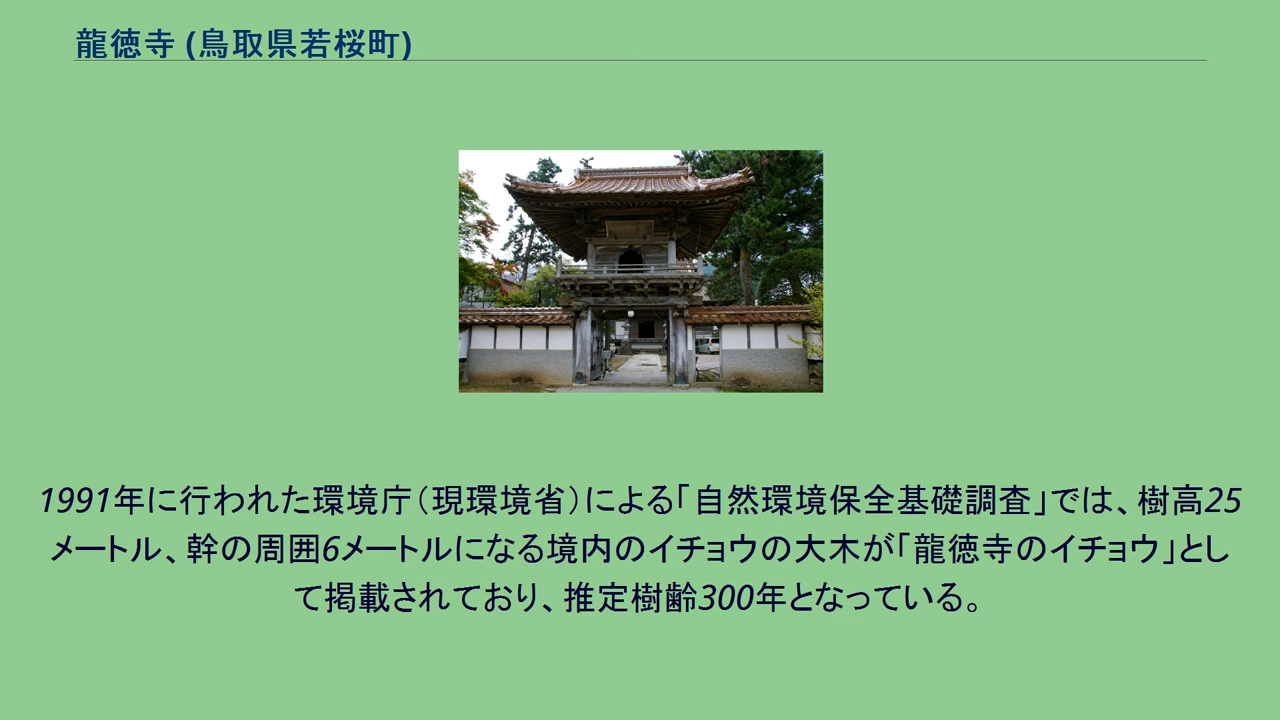 龍徳寺 (鳥取県若桜町)
1991年に行われた環境庁（現環境省）による「自然環境保全基礎調査」では、樹高25
メートル、幹の周囲6メートルになる境内のイチョウの大木が「龍徳寺のイチョウ」とし
て掲載されており、推定樹齢300年となっている。